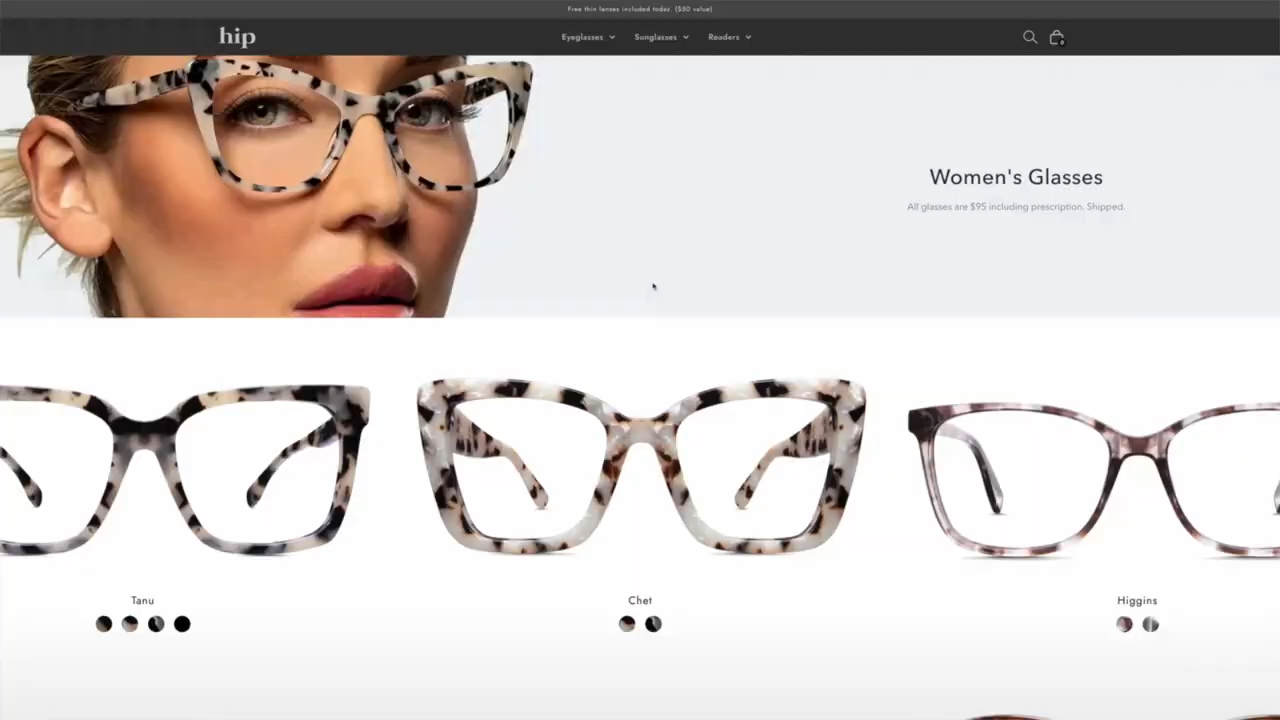 Free thin lenses included today. ($50 value)
hip
Eyeglasses
Sunglasses
Readers
0
Women's Glasses
All glasses are $95 including prescription. Shipped.
Tanu
Chet
Higgins